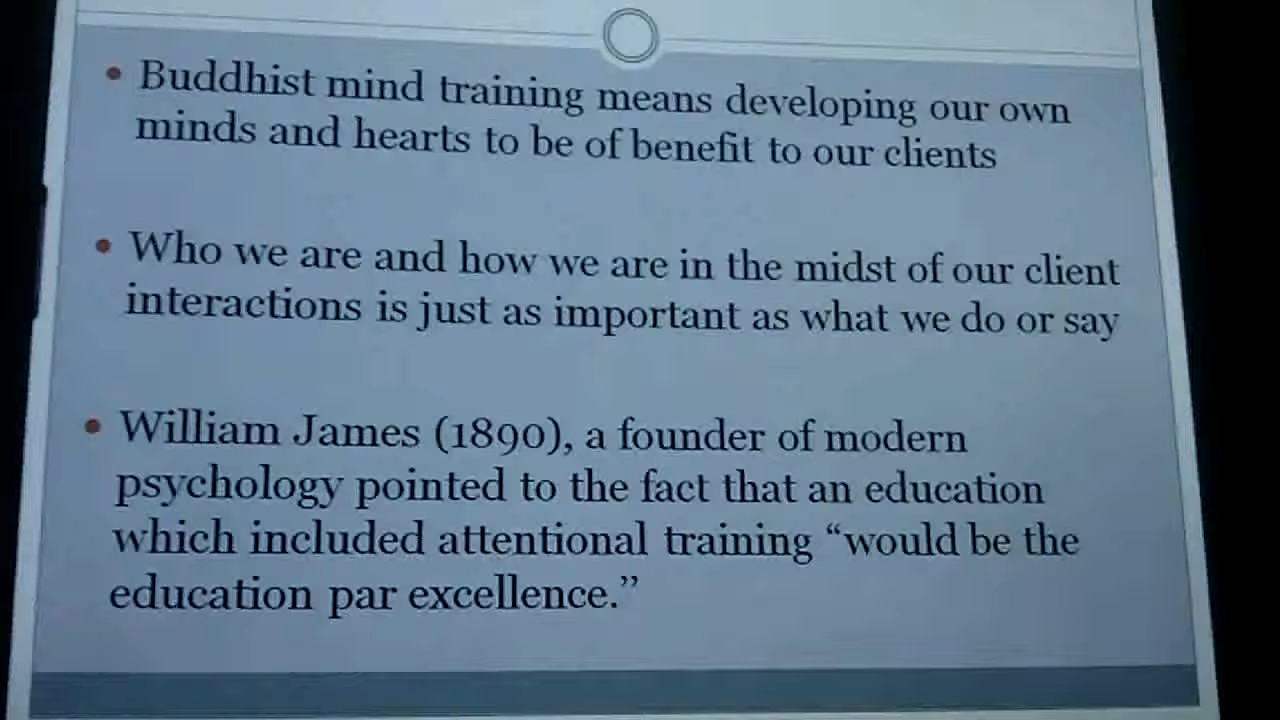 • Buddhist mind training means developing our own
minds and hearts to be of benefit to our clients
• Who we are and how we are in the midst of our client
interactions is just as important as what we do or say
• William James (1890), a founder of modern
psychology pointed to the fact that an education
which included attentional training “would be the
education par excellence.”